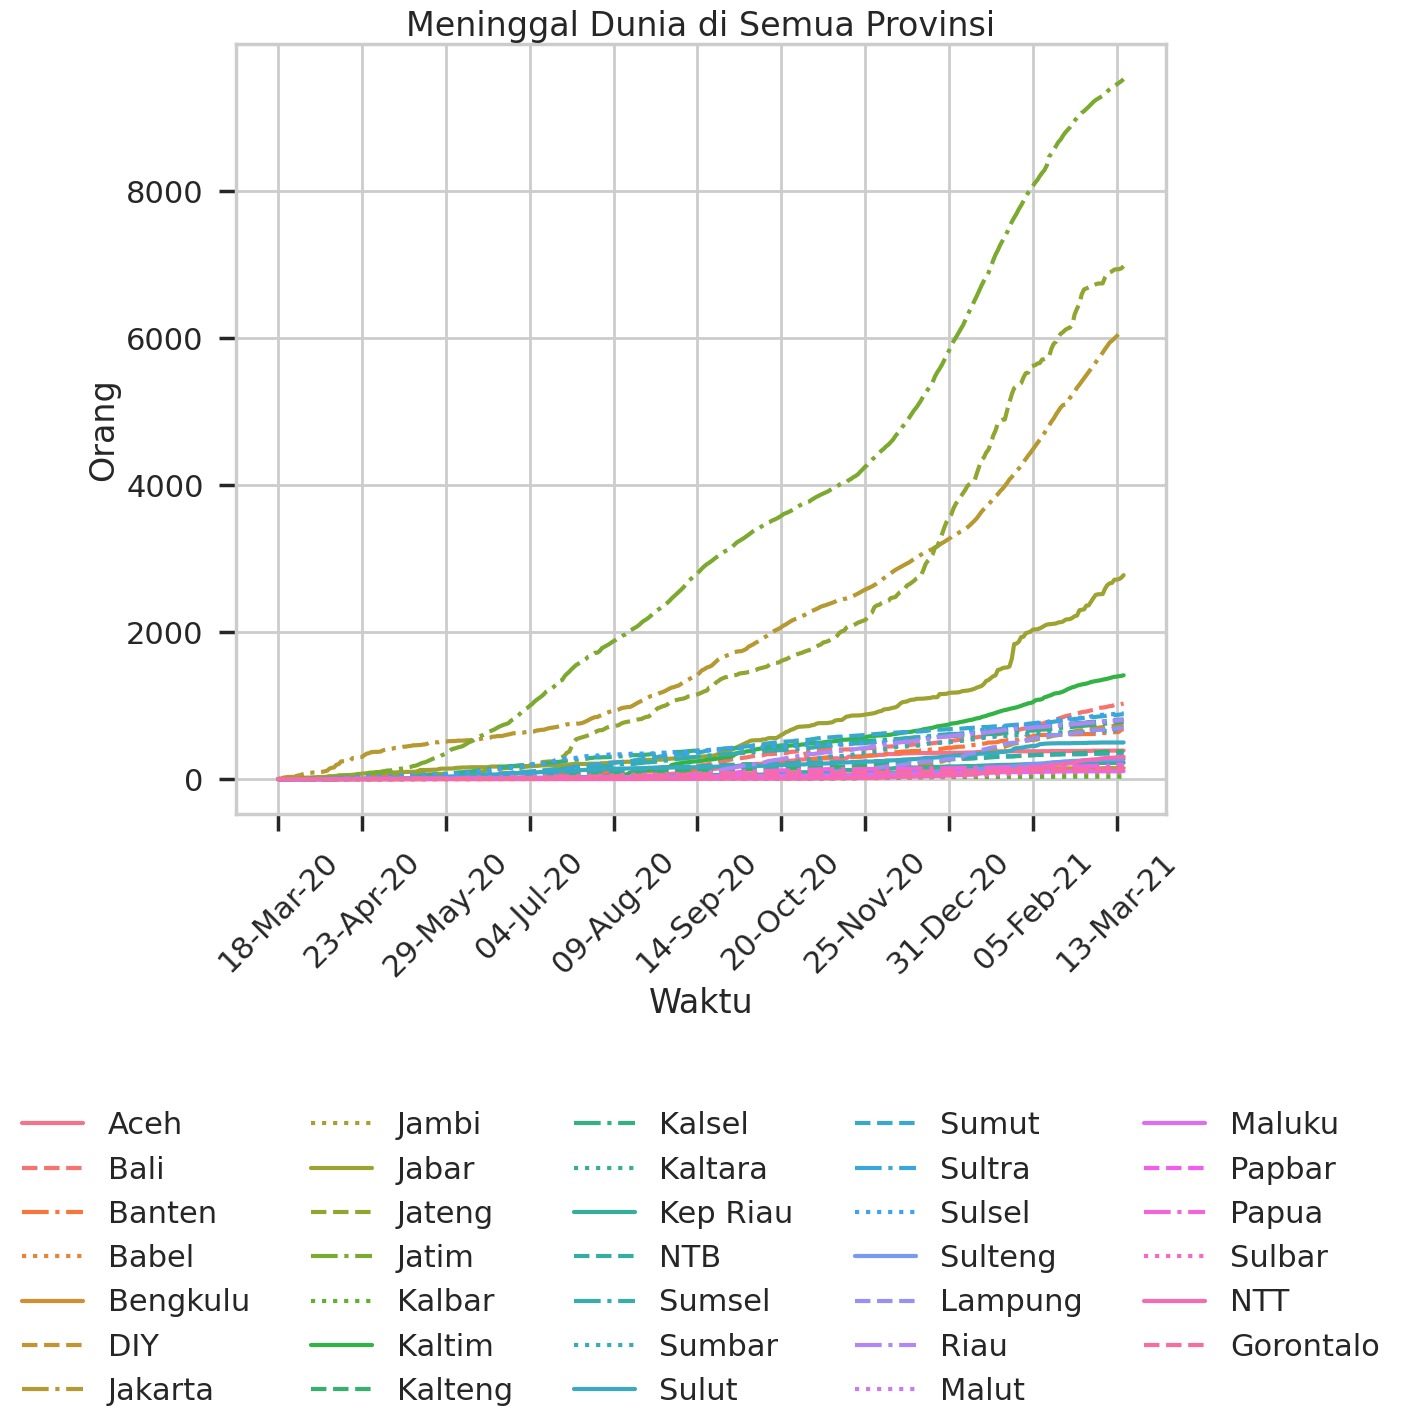 Meninggal Dunia di Semua Provinsi
8000
6000
4000
2000
0
Orang
18-Mar-20
23-Apr-20
29-May-20
04-Jul-20
09-Aug-20
14-Sep-20
20-Oct-20
25-Nov-20
31-Dec-20
05-Feb-21
13-Mar-21
Waktu
Aceh
Bali
Banten
Babel
Bengkulu
DIY
Jakarta
Jambi
Jabar
Jateng
Jatim
Kalbar
Kaltim
Kalteng
Kalsel
Kaltara
Kep Riau
NTB
Sumsel
Sumbar
Sulut
Sumut
Sultra
Sulsel
Sulteng
Lampung
Riau
Malut
Maluku
Papbar
Papua
Sulbar
NTT
Gorontalo